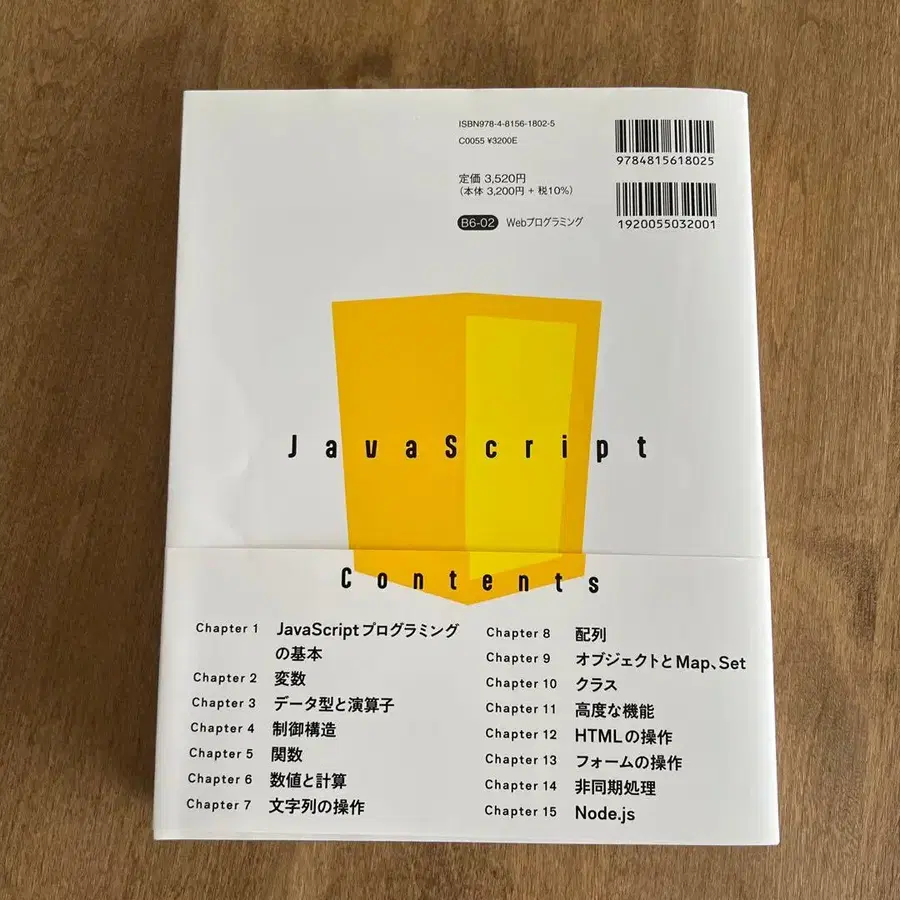 ISBN978-4-8156-1802-5
C0055 ¥3200E
9784815618025
定価 3,520円
(本体 3,200円 + 税10%)
B6-02 Webプログラミング
1920055032001
JavaScript
Contents
Chapter 1 JavaScriptプログラミング
の基本
Chapter 2 変数
Chapter 3 データ型と演算子
Chapter 4 制御構造
Chapter 5 関数
Chapter 6 数値と計算
Chapter 7 文字列の操作
Chapter 8 配列
Chapter 9 オブジェクトとMap、Set
Chapter 10 クラス
Chapter 11 高度な機能
Chapter 12 HTMLの操作
Chapter 13 フォームの操作
Chapter 14 非同期処理
Chapter 15 Node.js